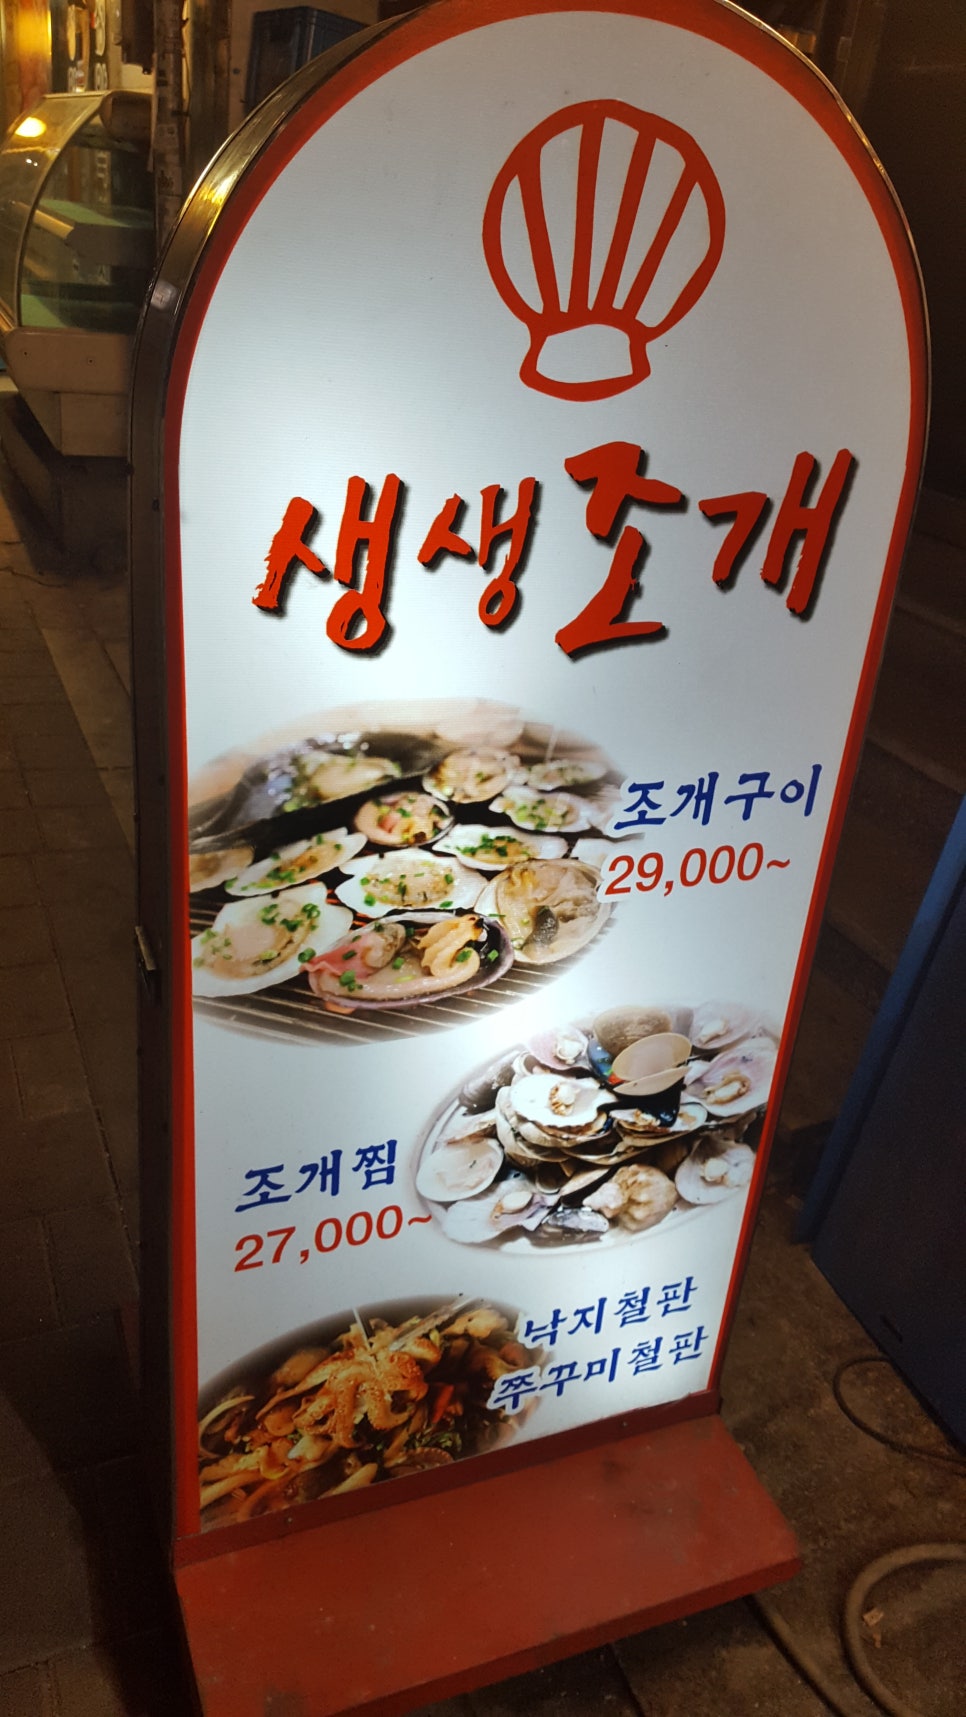 생생조개
조개구이
29,000~
조개찜
27,000~
낙지철판
쭈꾸미철판